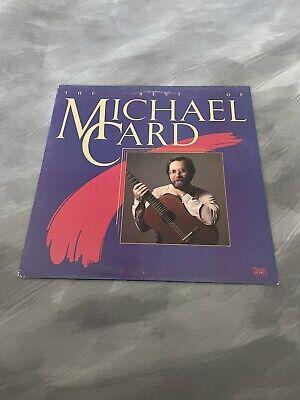 THE BEST OF
MICHAEL
CARD